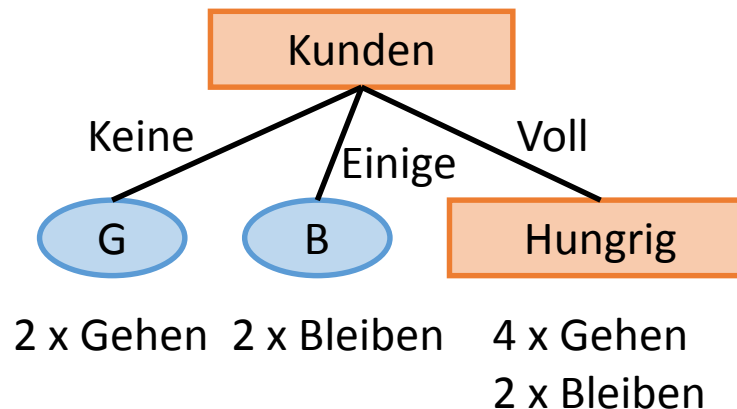 Kunden
Keine
Einige
Voll
G
B
Hungrig
2 x Gehen
2 x Bleiben
4 x Gehen
2 x Bleiben